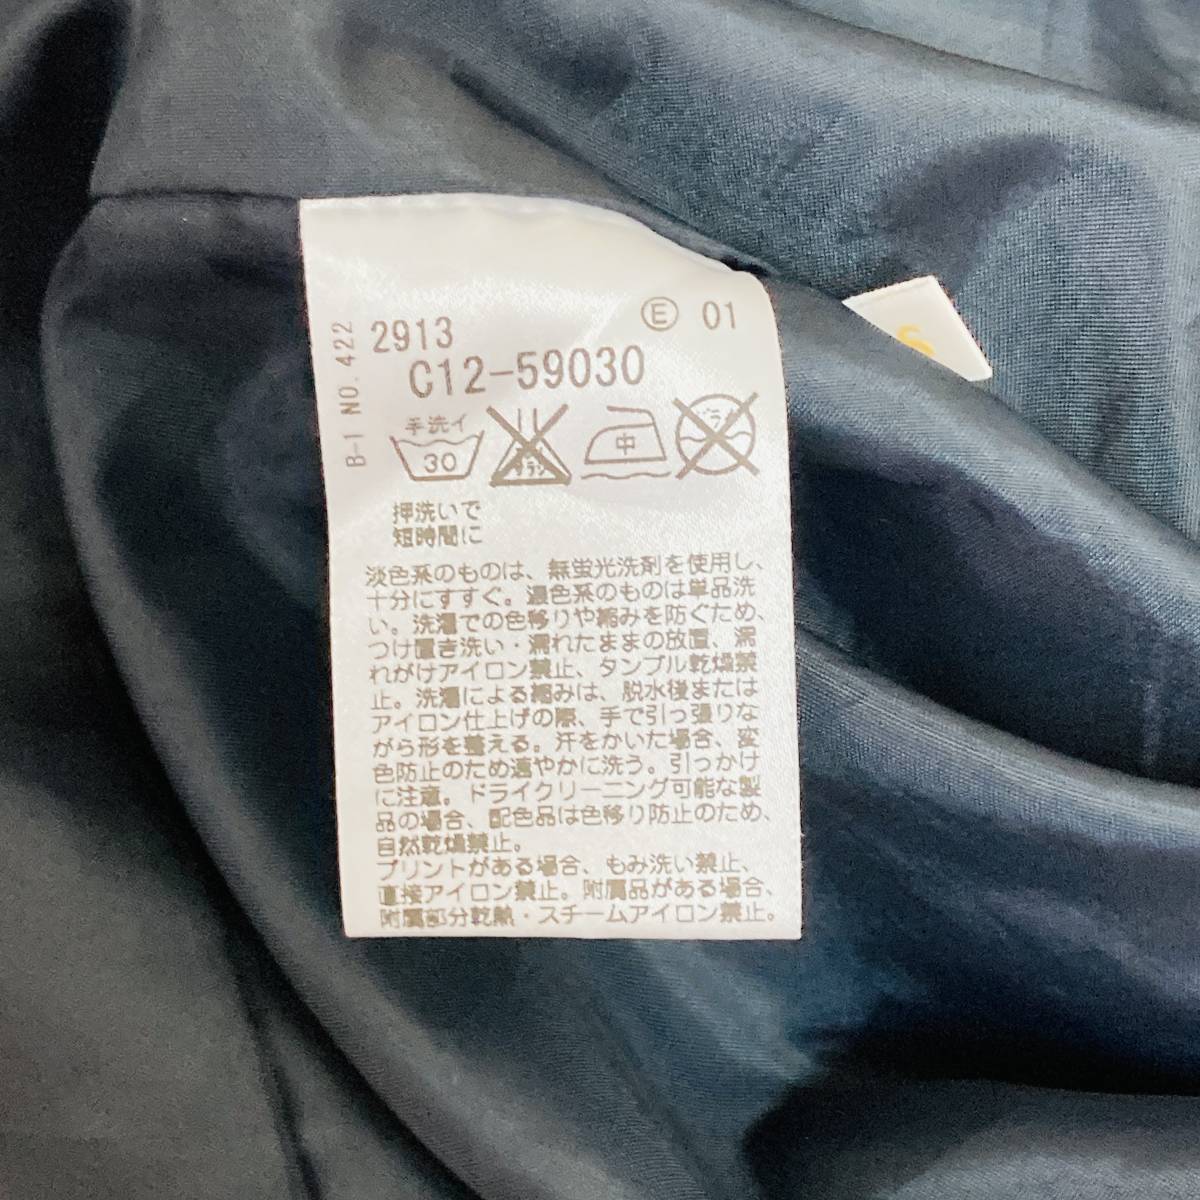 Ⓔ 01
2913
C12-59030
B-1 NO.422
手洗イ
30
エンソサラシ
中
ドライ
押洗いで
短時間に
淡色系のものは、無蛍光洗剤を使用し、
十分にすすぐ。濃色系のものは単品洗
い。洗濯での色移りや縮みを防ぐため、
つけ置き洗い・濡れたままの放置、濡
れがけアイロン禁止、タンブル乾燥禁
止。洗濯による縮みは、脱水後または
アイロン仕上げの際、手で引っ張りな
がら形を整える。汗をかいた場合、変
色防止のため速やかに洗う。引っかけ
に注意。ドライクリーニング可能な製
品の場合、配色品は色移り防止のため、
自然乾燥禁止。
プリントがある場合、もみ洗い禁止、
直接アイロン禁止。附属品がある場合、
附属部分乾熱・スチームアイロン禁止。
S